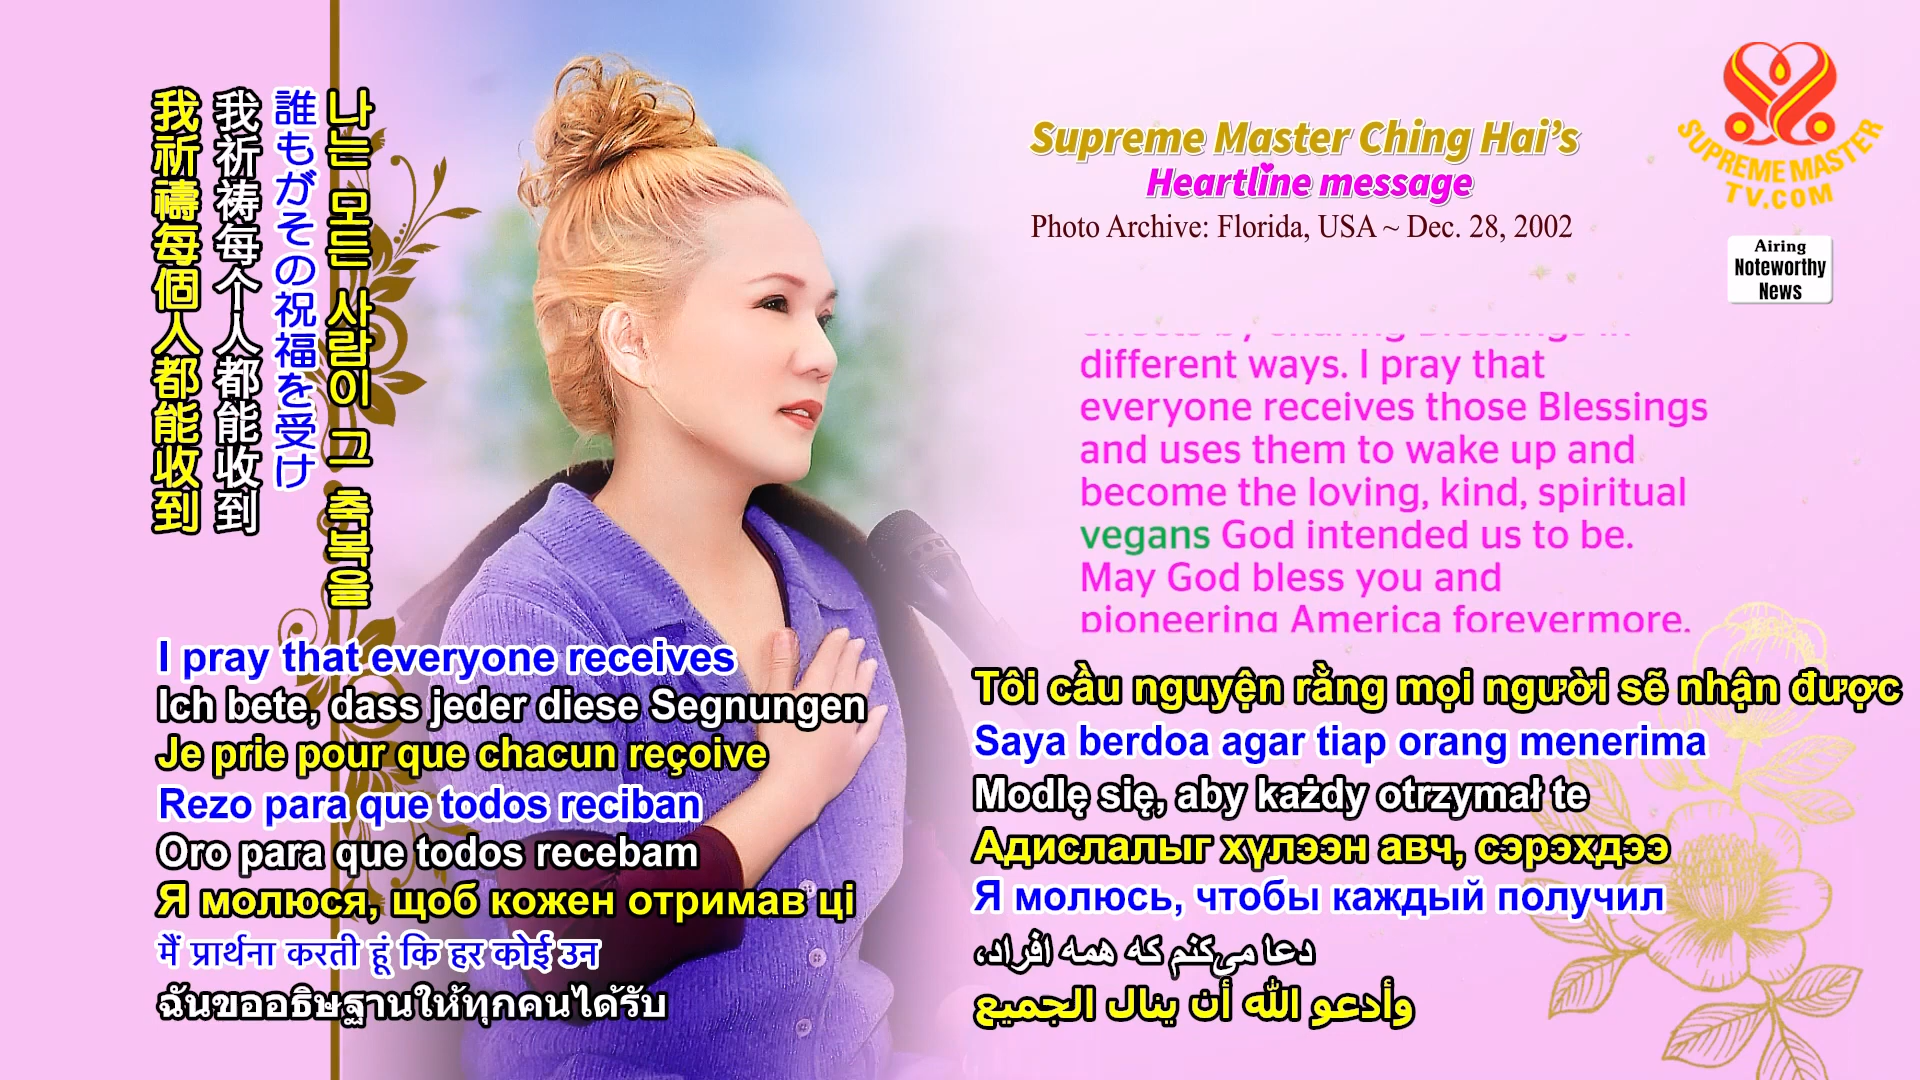 我祈禱每個人都能收到
我祈祷每个人都能收到
誰もがその祝福を受け
나는 모든 사람이 그 축복을
Supreme Master Ching Hai's
Heartline message
Photo Archive: Florida, USA ~ Dec. 28, 2002
SUPREME MASTER
TV.COM
Airing
Noteworthy
News
different ways. I pray that
everyone receives those Blessings
and uses them to wake up and
become the loving, kind, spiritual
vegans God intended us to be.
May God bless you and
pioneering America forevermore.
I pray that everyone receives
Ich bete, dass jeder diese Segnungen
Je prie pour que chacun reçoive
Rezo para que todos reciban
Oro para que todos recebam
Я молюся, щоб кожен отримав ці
मैं प्रार्थना करती हूं कि हर कोई उन
ฉันขออธิษฐานให้ทุกคนได้รับ
Tôi cầu nguyện rằng mọi người sẽ nhận được
Saya berdoa agar tiap orang menerima
Modlę się, aby każdy otrzymał te
Адислалыг хүлээн авч, сэрэхдээ
Я молюсь, чтобы каждый получил
دعا می‌کنم که همه افراد،
وأدعو الله أن ينال الجميع